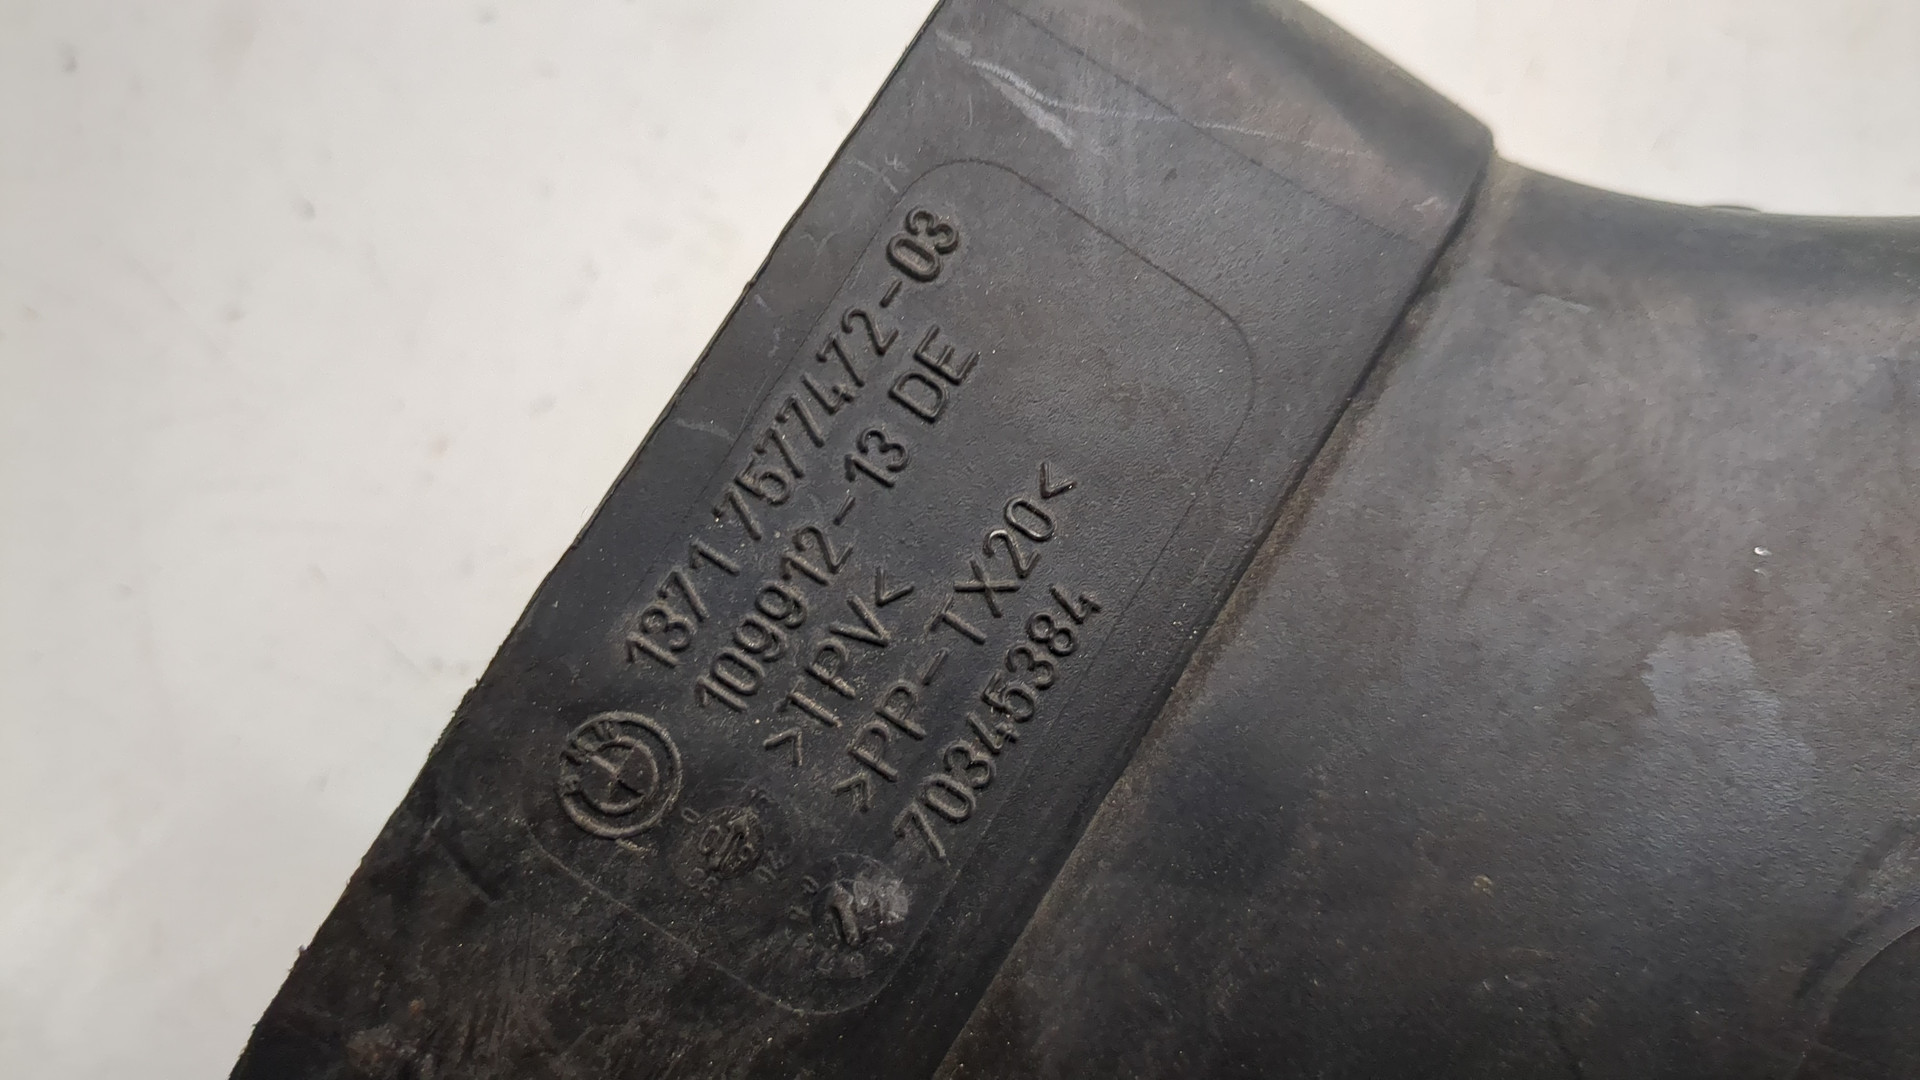 1371 7577472-03
109912-13 DE
>TPV<
>PP-TX20<
70345384